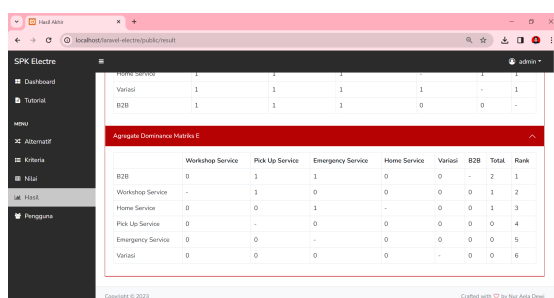 Hasil Akhir
localhost/laravel-electre/public/result
SPK Electre
admin
Dashboard
Tutorial
MENU
Alternatif
Kriteria
Nilai
Hasil
Pengguna
Home Service 1 1 1 - 1 1
Variasi 1 1 1 1 - 1
B2B 1 1 1 0 0 -
Agregate Dominance Matriks E
Workshop Service Pick Up Service Emergency Service Home Service Variasi B2B Total Rank
B2B 0 1 1 0 0 - 2 1
Workshop Service - 1 0 0 0 0 1 2
Home Service 0 0 1 - 0 0 1 3
Pick Up Service 0 - 0 0 0 0 0 4
Emergency Service 0 0 - 0 0 0 0 5
Variasi 0 0 0 0 - 0 0 6
Copyright © 2023
Crafted with by Nur Aela Dewi